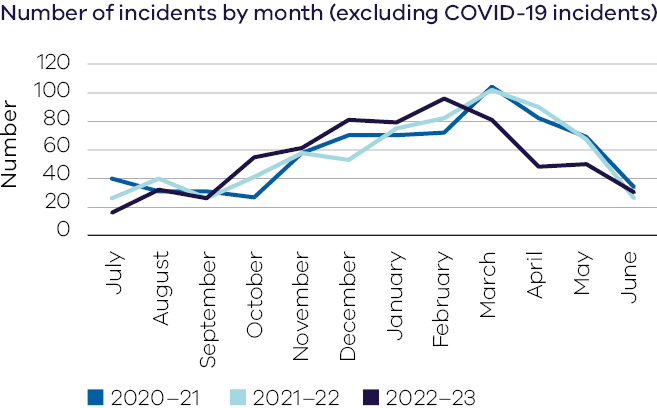 Number of incidents by month (excluding COVID-19 incidents)
120
100
80
60
40
20
0
Number
July
August
September
October
November
December
January
February
March
April
May
June
2020–21 2021–22 2022–23